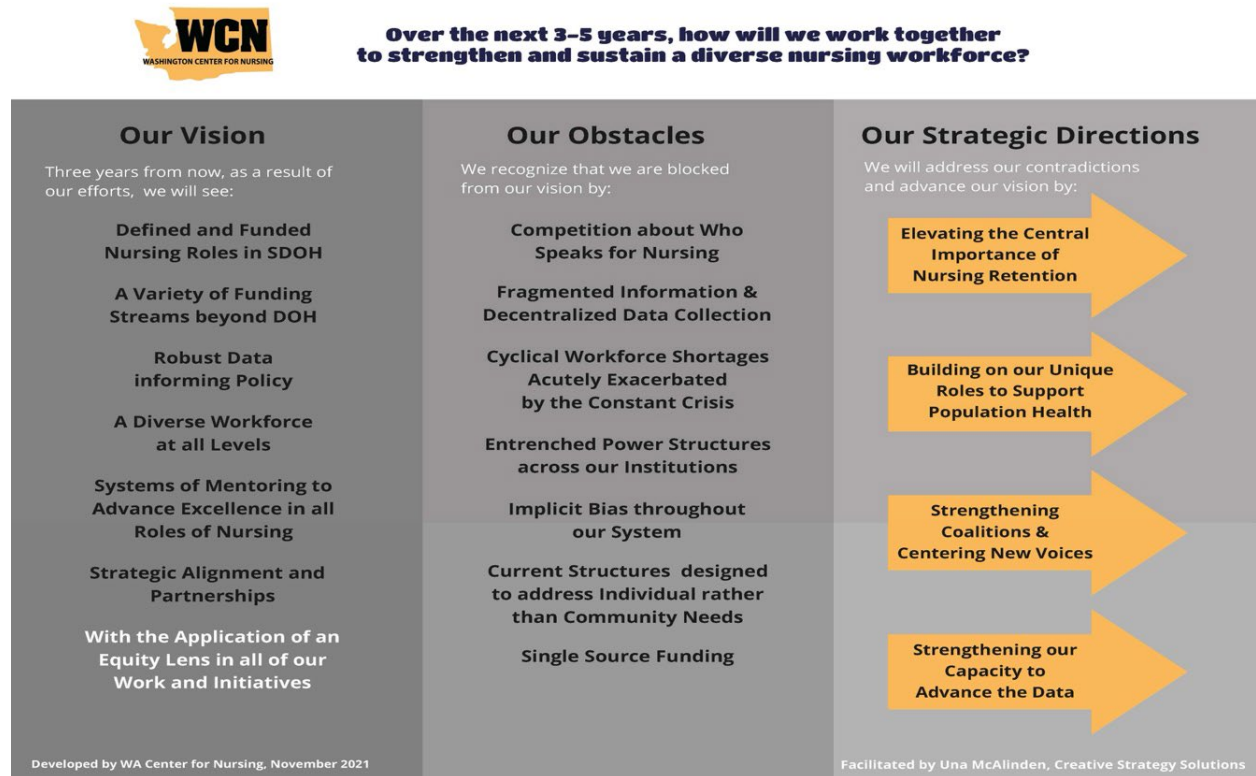 WCN
WASHINGTON CENTER FOR NURSING
Over the next 3-5 years, how will we work together
to strengthen and sustain a diverse nursing workforce?
Our Vision
Three years from now, as a result of
our efforts, we will see:
Defined and Funded
Nursing Roles in SDOH
A Variety of Funding
Streams beyond DOH
Robust Data
informing Policy
A Diverse Workforce
at all Levels
Systems of Mentoring to
Advance Excellence in all
Roles of Nursing
Strategic Alignment and
Partnerships
With the Application of an
Equity Lens in all of our
Work and Initiatives
Developed by WA Center for Nursing, November 2021
Our Obstacles
We recognize that we are blocked
from our vision by:
Competition about Who
Speaks for Nursing
Fragmented Information &
Decentralized Data Collection
Cyclical Workforce Shortages
Acutely Exacerbated
by the Constant Crisis
Entrenched Power Structures
across our Institutions
Implicit Bias throughout
our System
Current Structures designed
to address Individual rather
than Community Needs
Single Source Funding
Our Strategic Directions
We will address our contradictions
and advance our vision by:
Elevating the Central
Importance of
Nursing Retention
Building on our Unique
Roles to Support
Population Health
Strengthening
Coalitions &
Centering New Voices
Strengthening our
Capacity to
Advance the Data
Facilitated by Una McAlinden, Creative Strategy Solutions